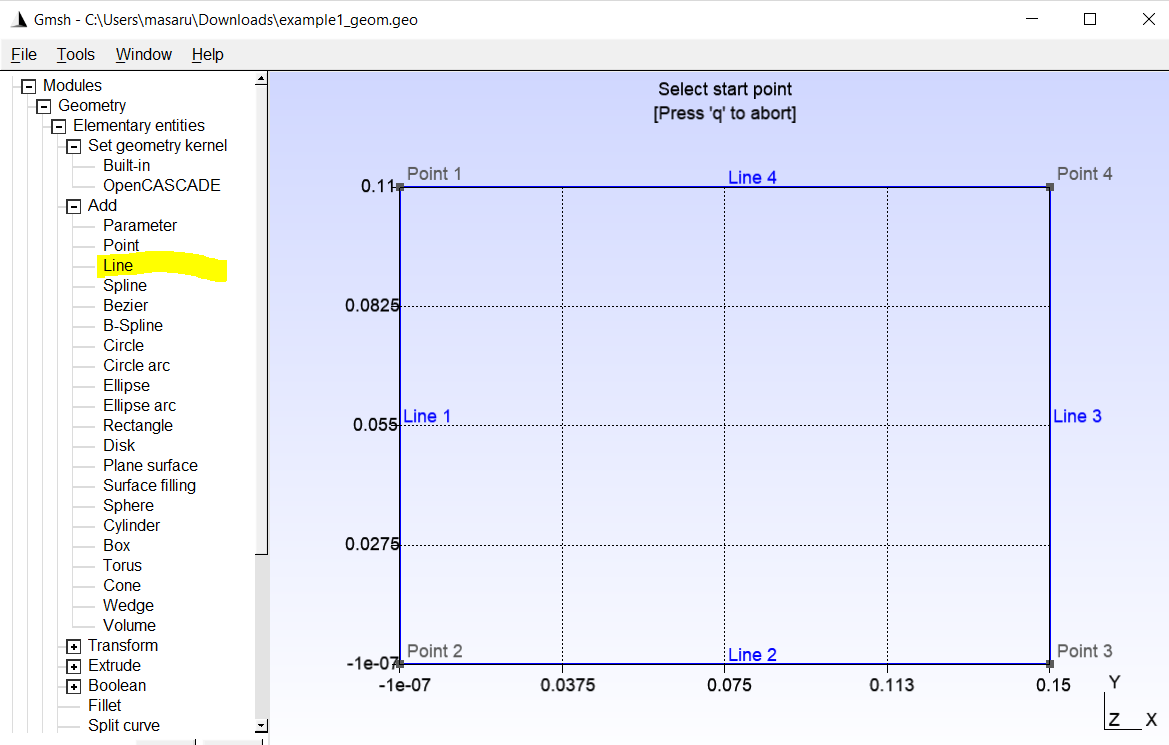 Gmsh - C:\Users\masaru\Downloads\example1_geom.geo
File Tools Window Help
Modules
Geometry
Elementary entities
Set geometry kernel
Built-in
OpenCASCADE
Add
Parameter
Point
Line
Spline
Bezier
B-Spline
Circle
Circle arc
Ellipse
Ellipse arc
Rectangle
Disk
Plane surface
Surface filling
Sphere
Cylinder
Box
Torus
Cone
Wedge
Volume
Transform
Extrude
Boolean
Fillet
Split curve
Select start point
[Press 'q' to abort]
Point 1
Line 4
Point 4
0.11
0.0825
0.055
Line 1
Line 3
0.0275
Point 2
Line 2
Point 3
-1e-07
-1e-07
0.0375
0.075
0.113
0.15
Y
Z
X